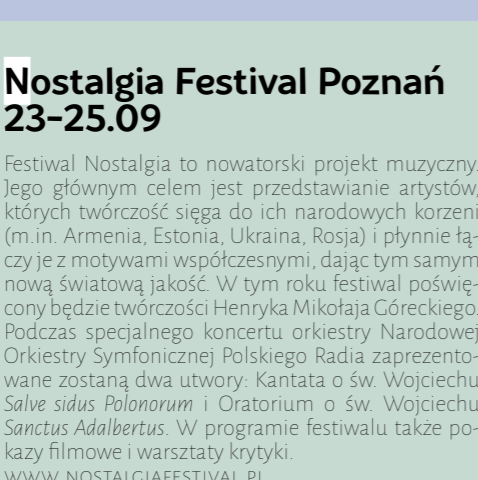 Nostalgia Festival Poznań
23–25.09
Festiwal Nostalgia to nowatorski projekt muzyczny.
Jego głównym celem jest przedstawianie artystów,
których twórczość sięga do ich narodowych korzeni
(m.in. Armenia, Estonia, Ukraina, Rosja) i płynnie łą-
czy je z motywami współczesnymi, dając tym samym
nową światową jakość. W tym roku festiwal poświę-
cony będzie twórczości Henryka Mikołaja Góreckiego.
Podczas specjalnego koncertu orkiestry Narodowej
Orkiestry Symfonicznej Polskiego Radia zaprezento-
wane zostaną dwa utwory: Kantata o św. Wojciechu
Salve sidus Polonorum i Oratorium o św. Wojciechu
Sanctus Adalbertus. W programie festiwalu także po-
kazy filmowe i warsztaty krytyki.
WWW.NOSTALGIAFESTIVAL.PL